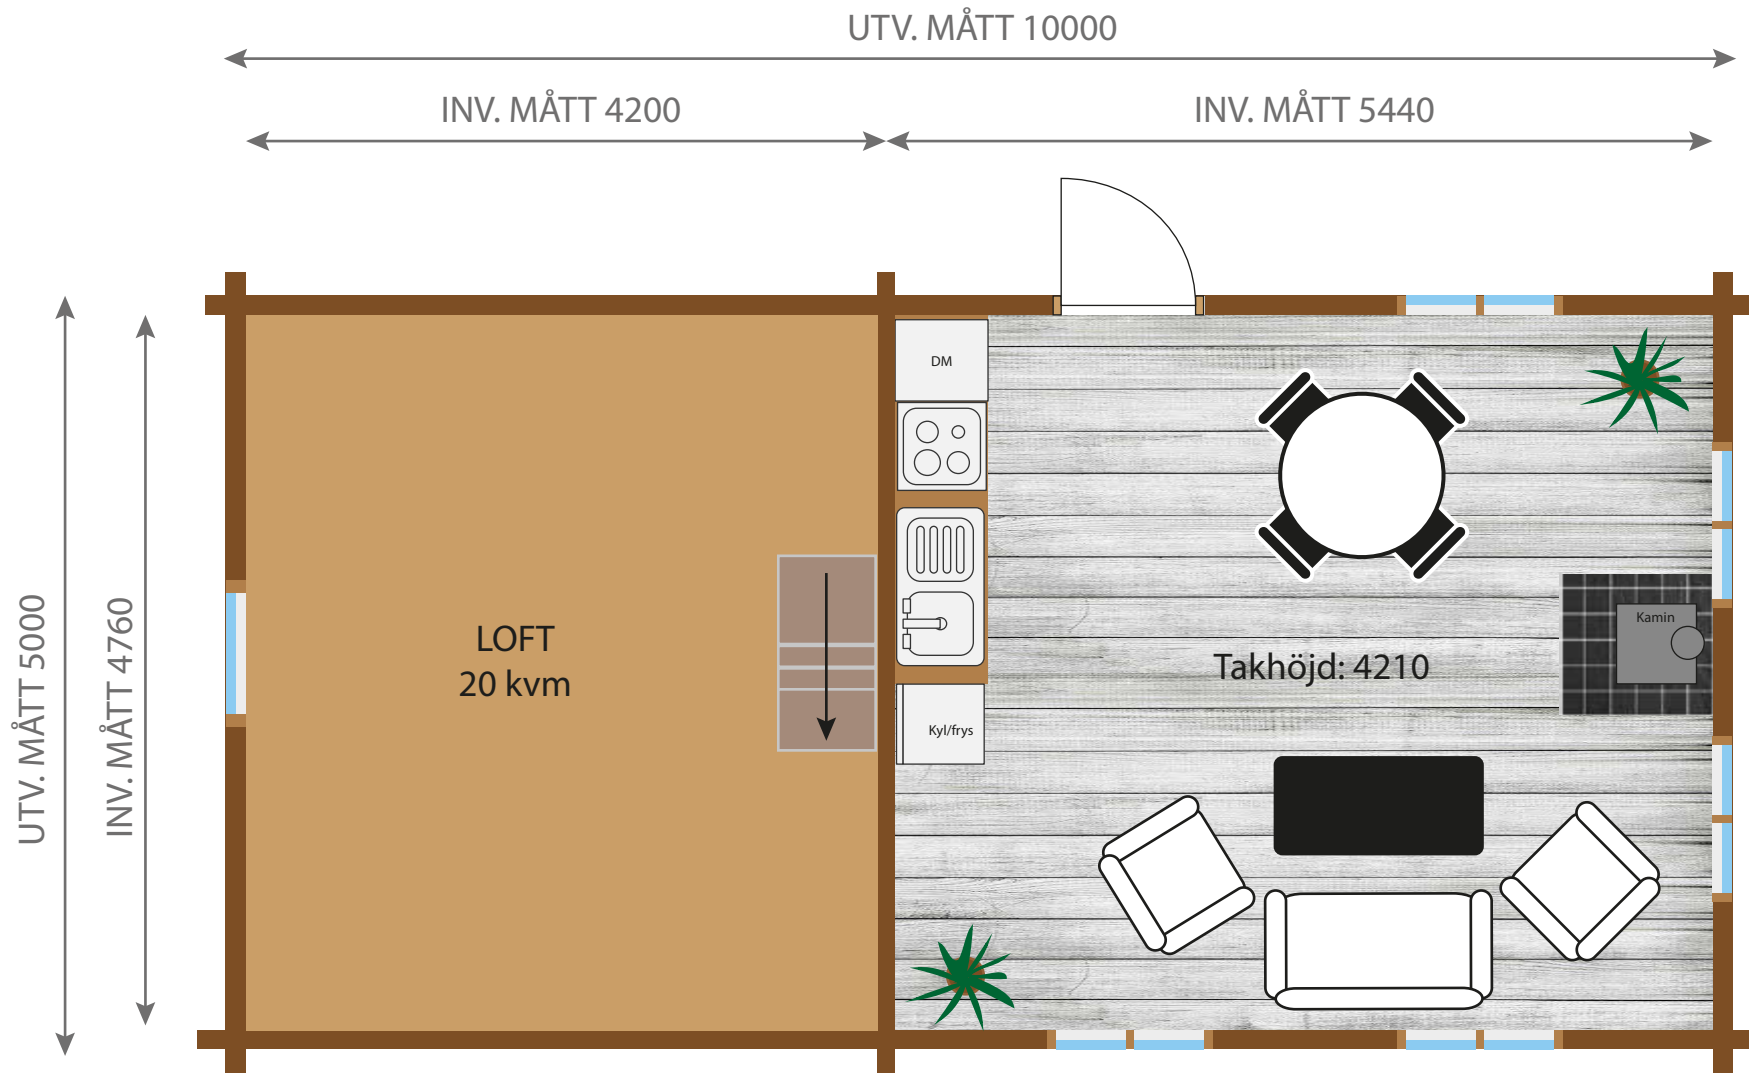 UTV. MÅTT 10000
INV. MÅTT 4200
INV. MÅTT 5440
UTV. MÅTT 5000
INV. MÅTT 4760
LOFT
20 kvm
DM
Kyl/frys
Takhöjd: 4210
Kamin